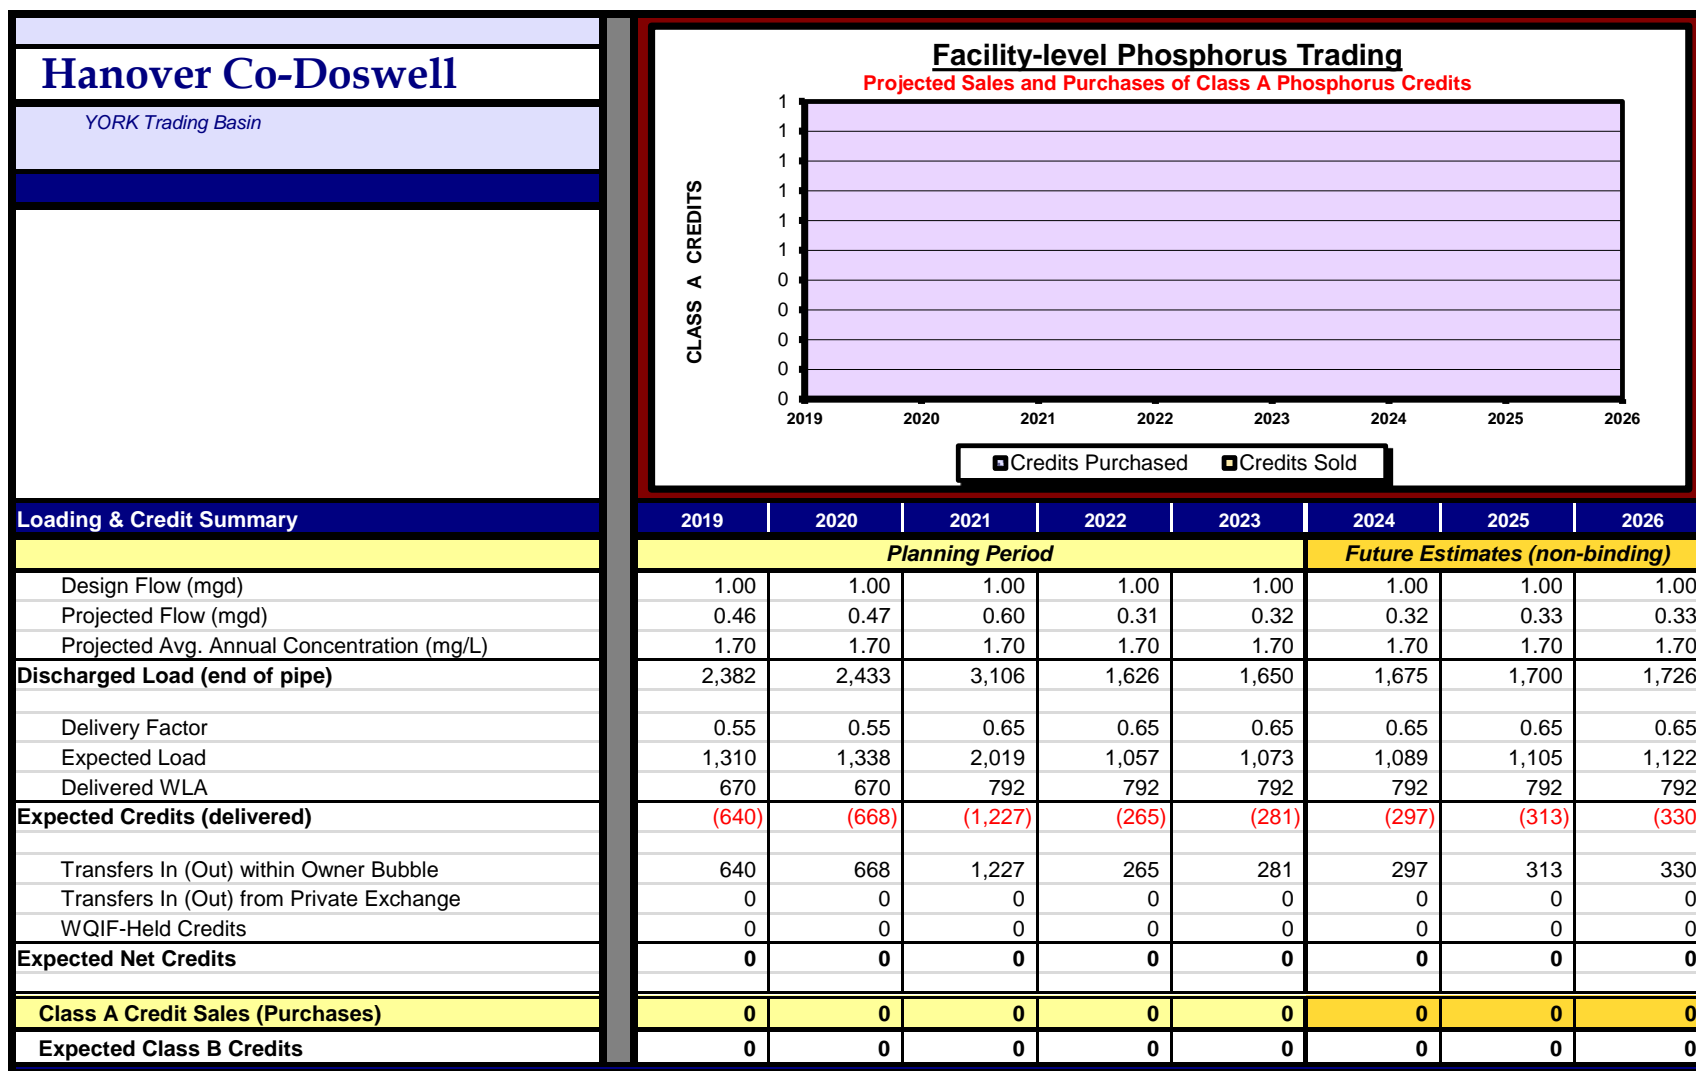 Hanover Co-Doswell
YORK Trading Basin
Facility-level Phosphorus Trading
Projected Sales and Purchases of Class A Phosphorus Credits
CLASS A CREDITS
1
1
1
1
1
1
0
0
0
0
0
2019 2020 2021 2022 2023 2024 2025 2026
Credits Purchased Credits Sold
Loading & Credit Summary 2019 2020 2021 2022 2023 2024 2025 2026
Planning Period Future Estimates (non-binding)
Design Flow (mgd) 1.00 1.00 1.00 1.00 1.00 1.00 1.00 1.00
Projected Flow (mgd) 0.46 0.47 0.60 0.31 0.32 0.32 0.33 0.33
Projected Avg. Annual Concentration (mg/L) 1.70 1.70 1.70 1.70 1.70 1.70 1.70 1.70
Discharged Load (end of pipe) 2,382 2,433 3,106 1,626 1,650 1,675 1,700 1,726
Delivery Factor 0.55 0.55 0.65 0.65 0.65 0.65 0.65 0.65
Expected Load 1,310 1,338 2,019 1,057 1,073 1,089 1,105 1,122
Delivered WLA 670 670 792 792 792 792 792 792
Expected Credits (delivered) (640) (668) (1,227) (265) (281) (297) (313) (330
Transfers In (Out) within Owner Bubble 640 668 1,227 265 281 297 313 330
Transfers In (Out) from Private Exchange 0 0 0 0 0 0 0 0
WQIF-Held Credits 0 0 0 0 0 0 0 0
Expected Net Credits 0 0 0 0 0 0 0 0
Class A Credit Sales (Purchases) 0 0 0 0 0 0 0 0
Expected Class B Credits 0 0 0 0 0 0 0 0